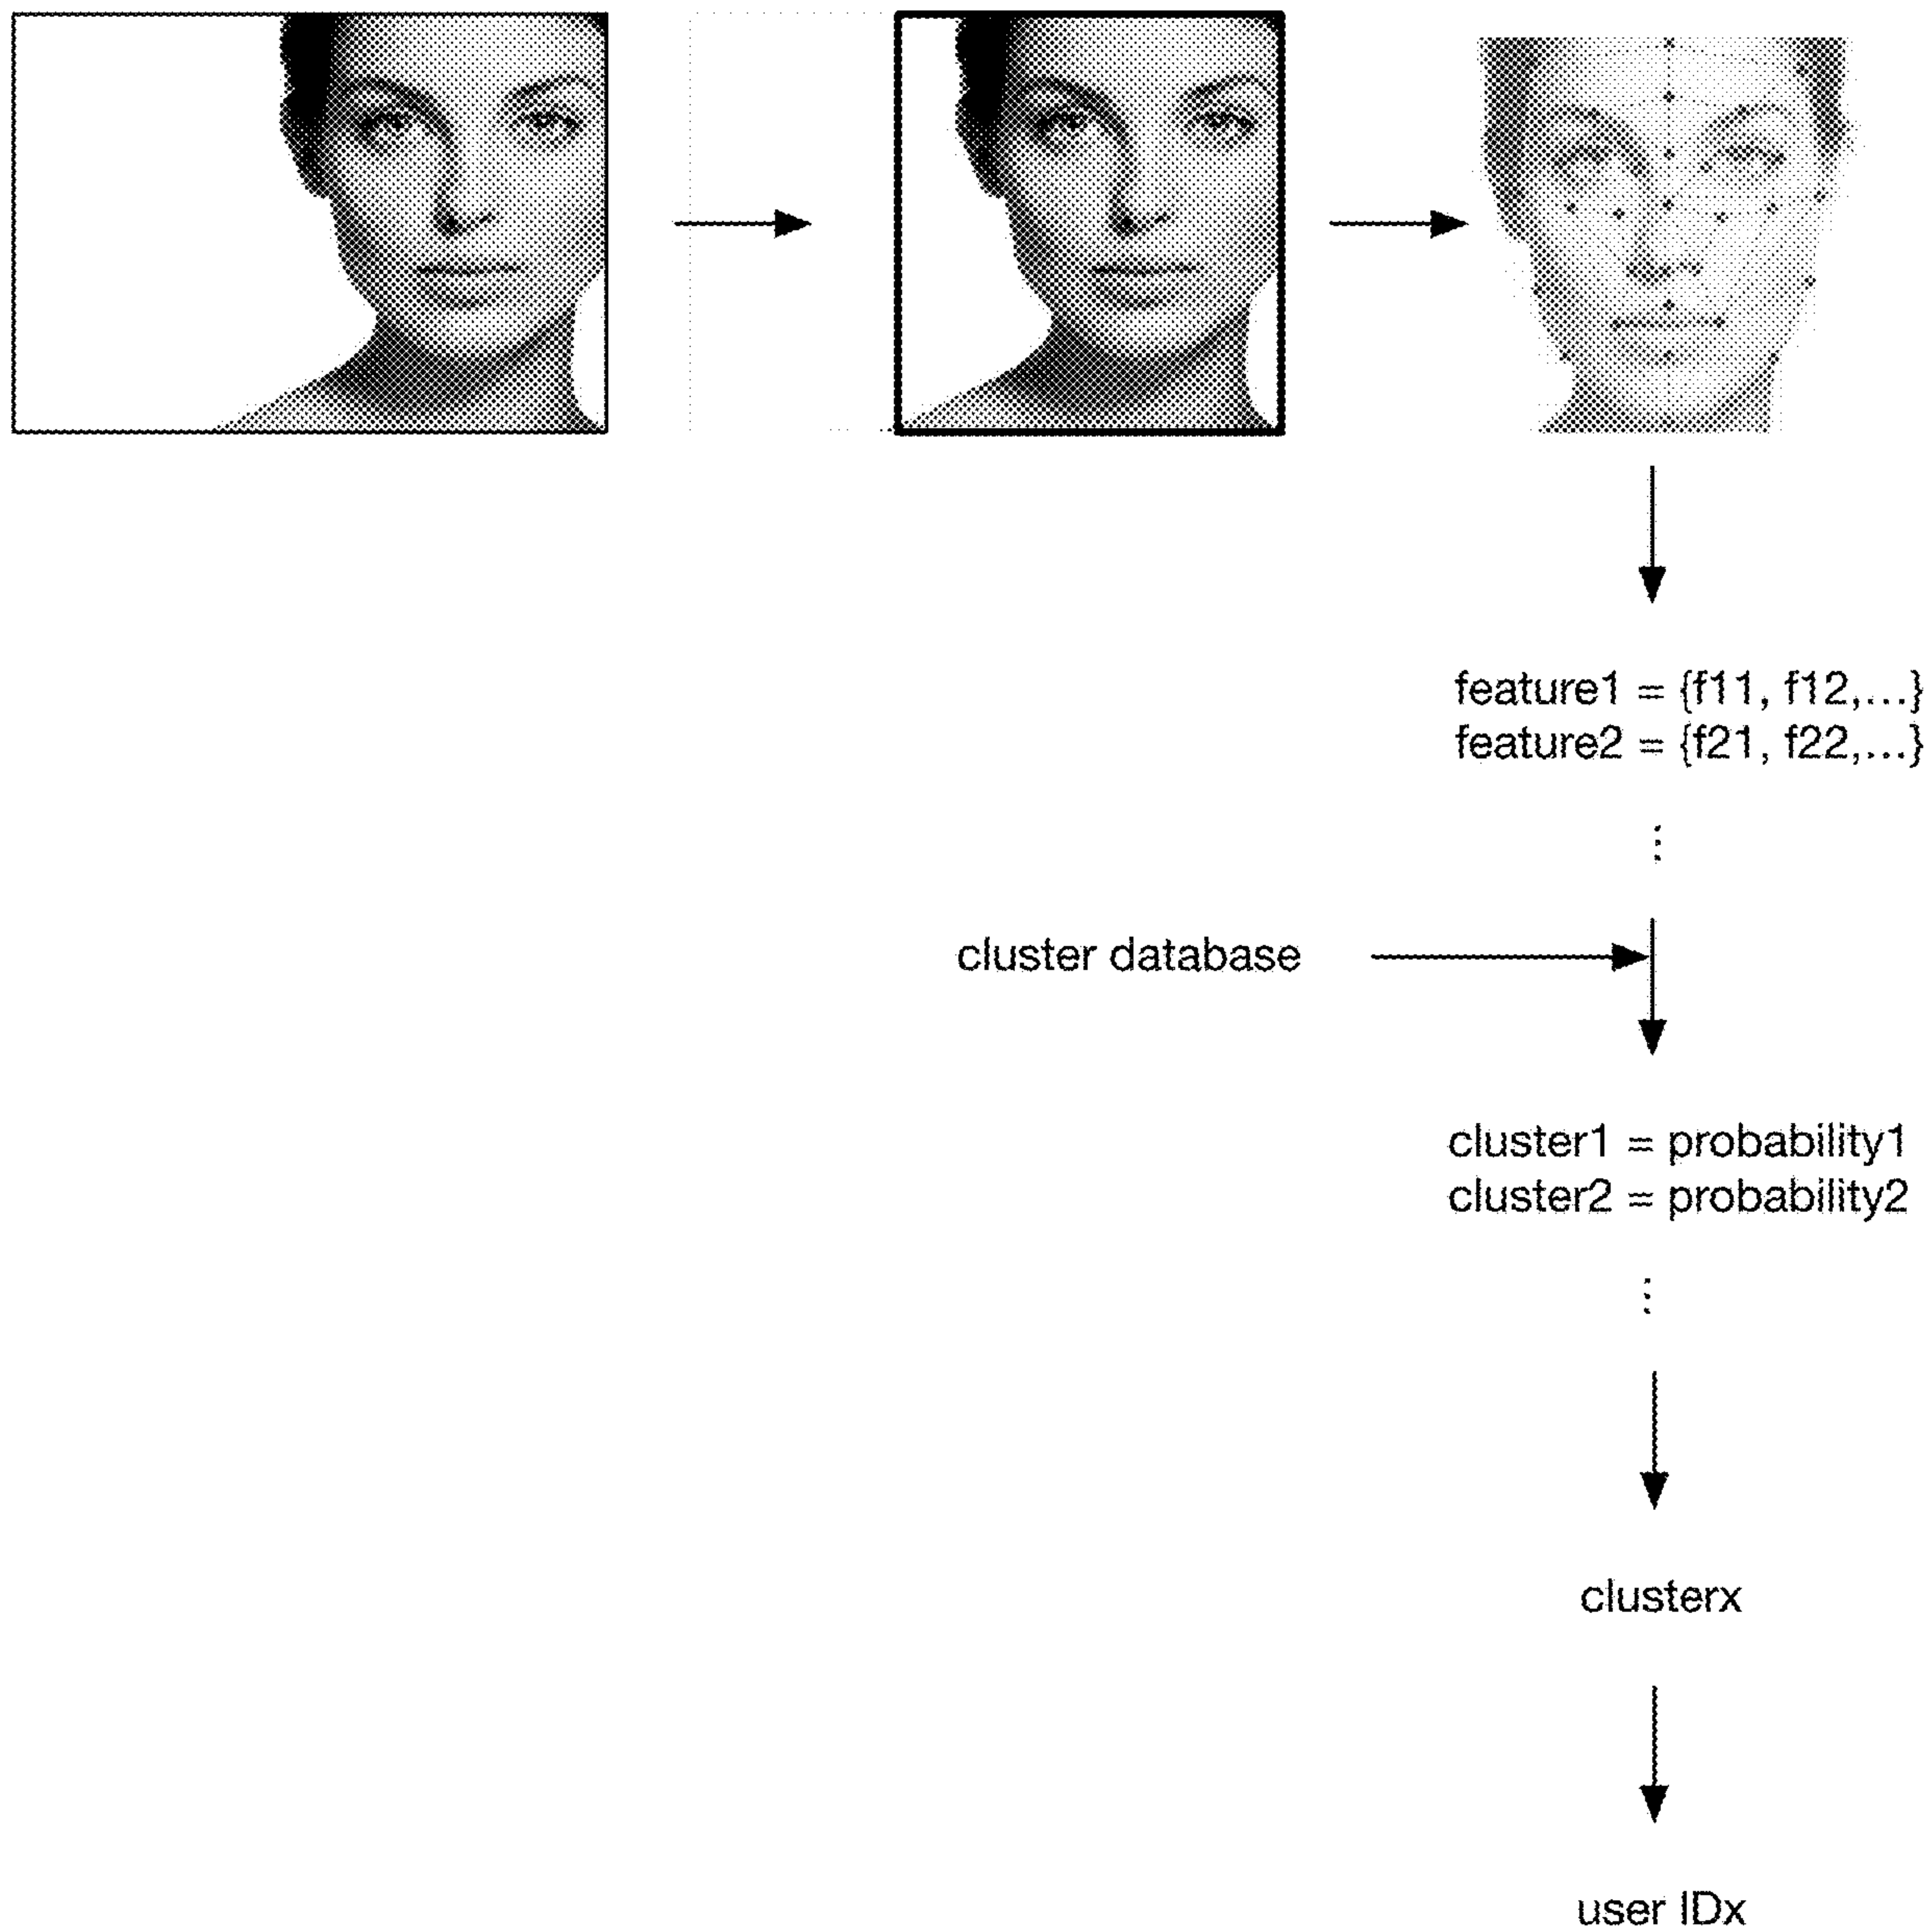 feature1 = {f11, f12,...}
feature2 = {f21, f22,...}
⋮
cluster database
cluster1 = probability1
cluster2 = probability2
⋮
clusterx
user IDx